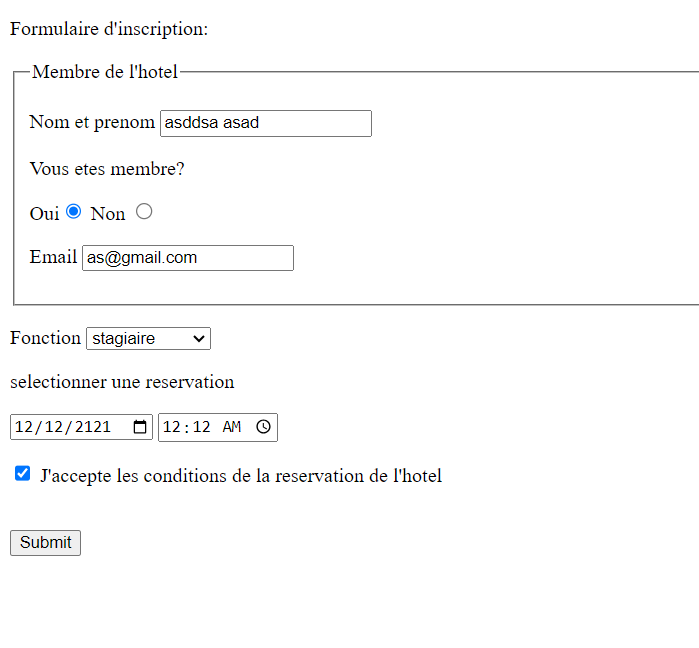 Formulaire d'inscription:
Membre de l'hotel
Nom et prenom asddsa asad
Vous etes membre?
Oui Non
Email as@gmail.com
Fonction stagiaire
selectionner une reservation
12/12/2121 12:12 AM
J'accepte les conditions de la reservation de l'hotel
Submit